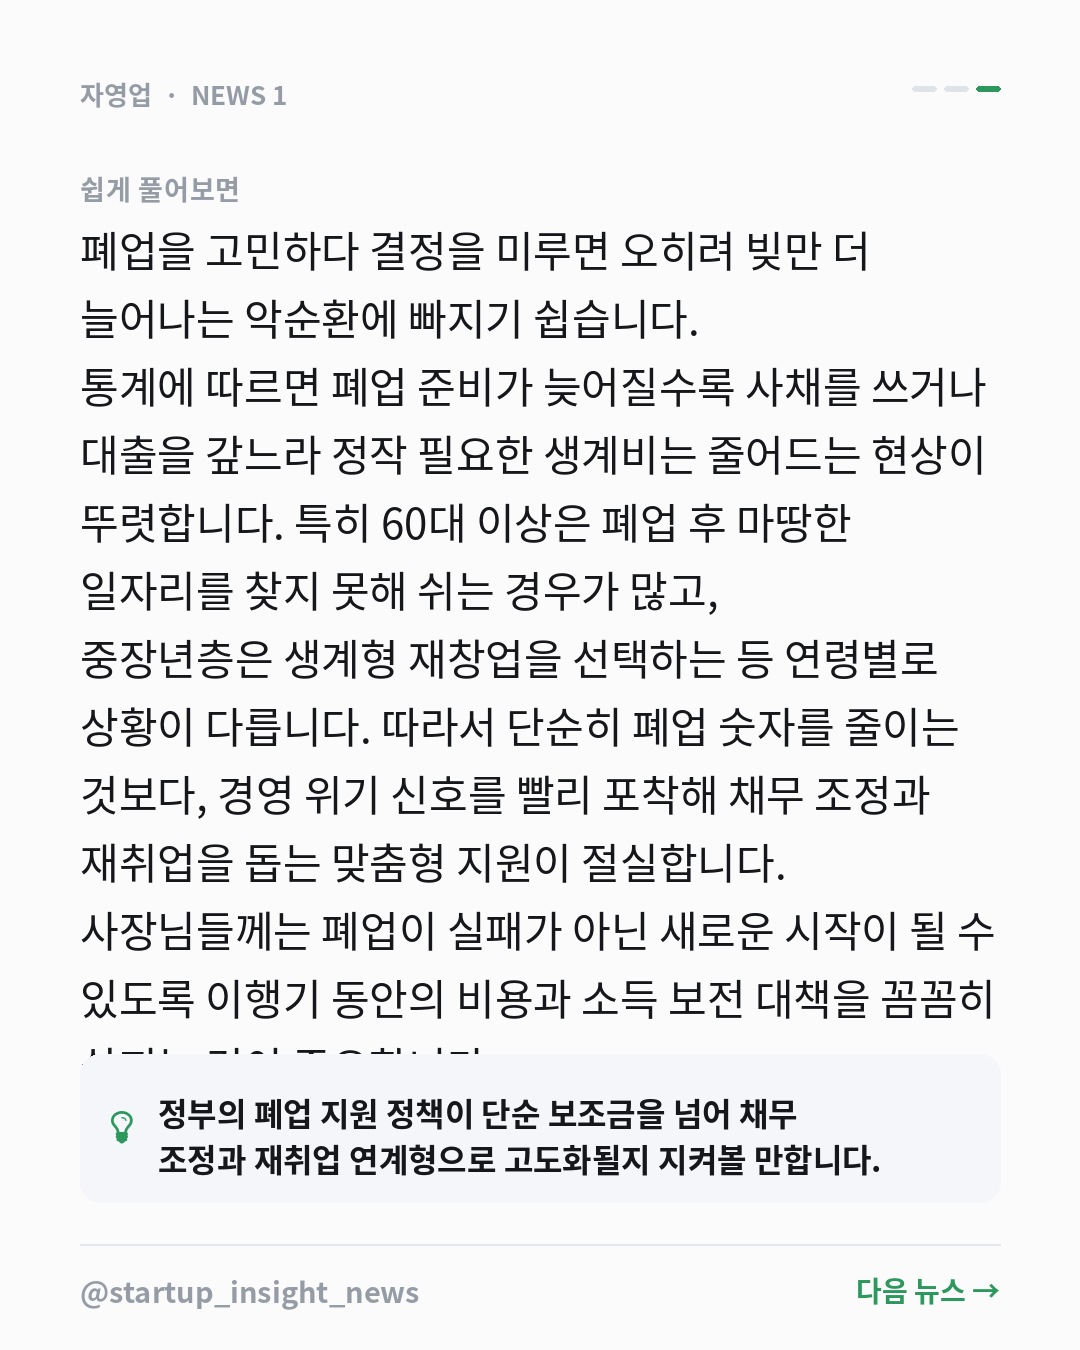 자영업 · NEWS 1
쉽게 풀어보면
폐업을 고민하다 결정을 미루면 오히려 빚만 더
늘어나는 악순환에 빠지기 쉽습니다.
통계에 따르면 폐업 준비가 늦어질수록 사채를 쓰거나
대출을 갚느라 정작 필요한 생계비는 줄어드는 현상이
뚜렷합니다. 특히 60대 이상은 폐업 후 마땅한
일자리를 찾지 못해 쉬는 경우가 많고,
중장년층은 생계형 재창업을 선택하는 등 연령별로
상황이 다릅니다. 따라서 단순히 폐업 숫자를 줄이는
것보다, 경영 위기 신호를 빨리 포착해 채무 조정과
재취업을 돕는 맞춤형 지원이 절실합니다.
사장님들께는 폐업이 실패가 아닌 새로운 시작이 될 수
있도록 이행기 동안의 비용과 소득 보전 대책을 꼼꼼히
정부의 폐업 지원 정책이 단순 보조금을 넘어 채무
조정과 재취업 연계형으로 고도화될지 지켜볼 만합니다.
@startup_insight_news
다음 뉴스 →